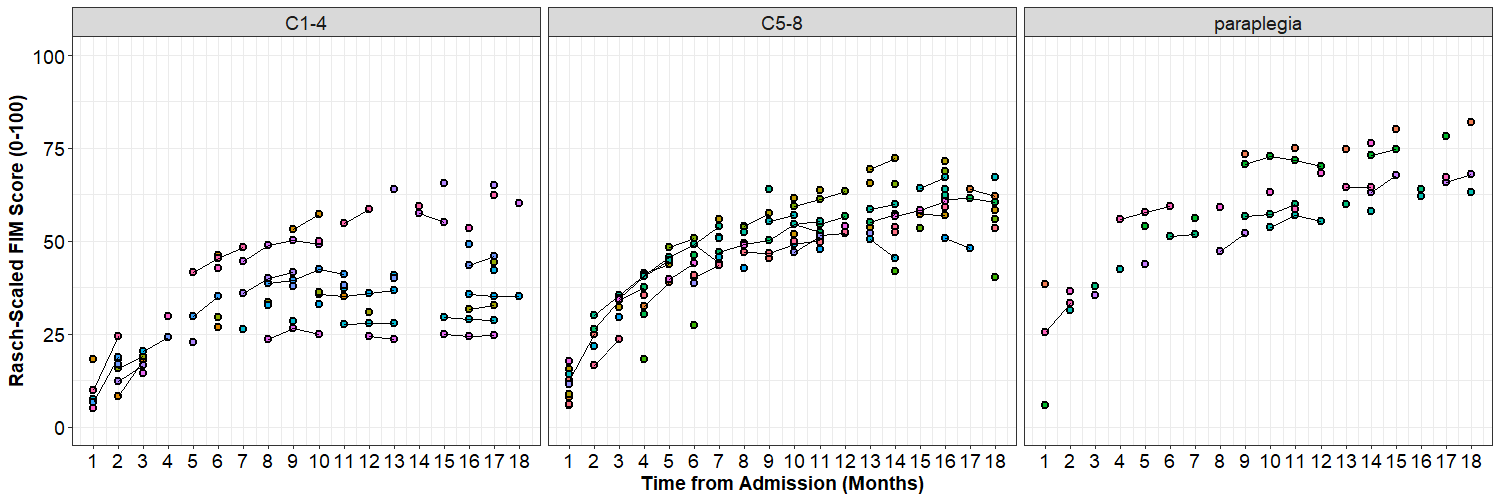 C1-4 C5-8 paraplegia
Rasch-Scaled FIM Score (0-100)
100
75
50
25
0
1 2 3 4 5 6 7 8 9 10 11 12 13 14 15 16 17 18 1 2 3 4 5 6 7 8 9 10 11 12 13 14 15 16 17 18 1 2 3 4 5 6 7 8 9 10 11 12 13 14 15 16 17 18
Time from Admission (Months)